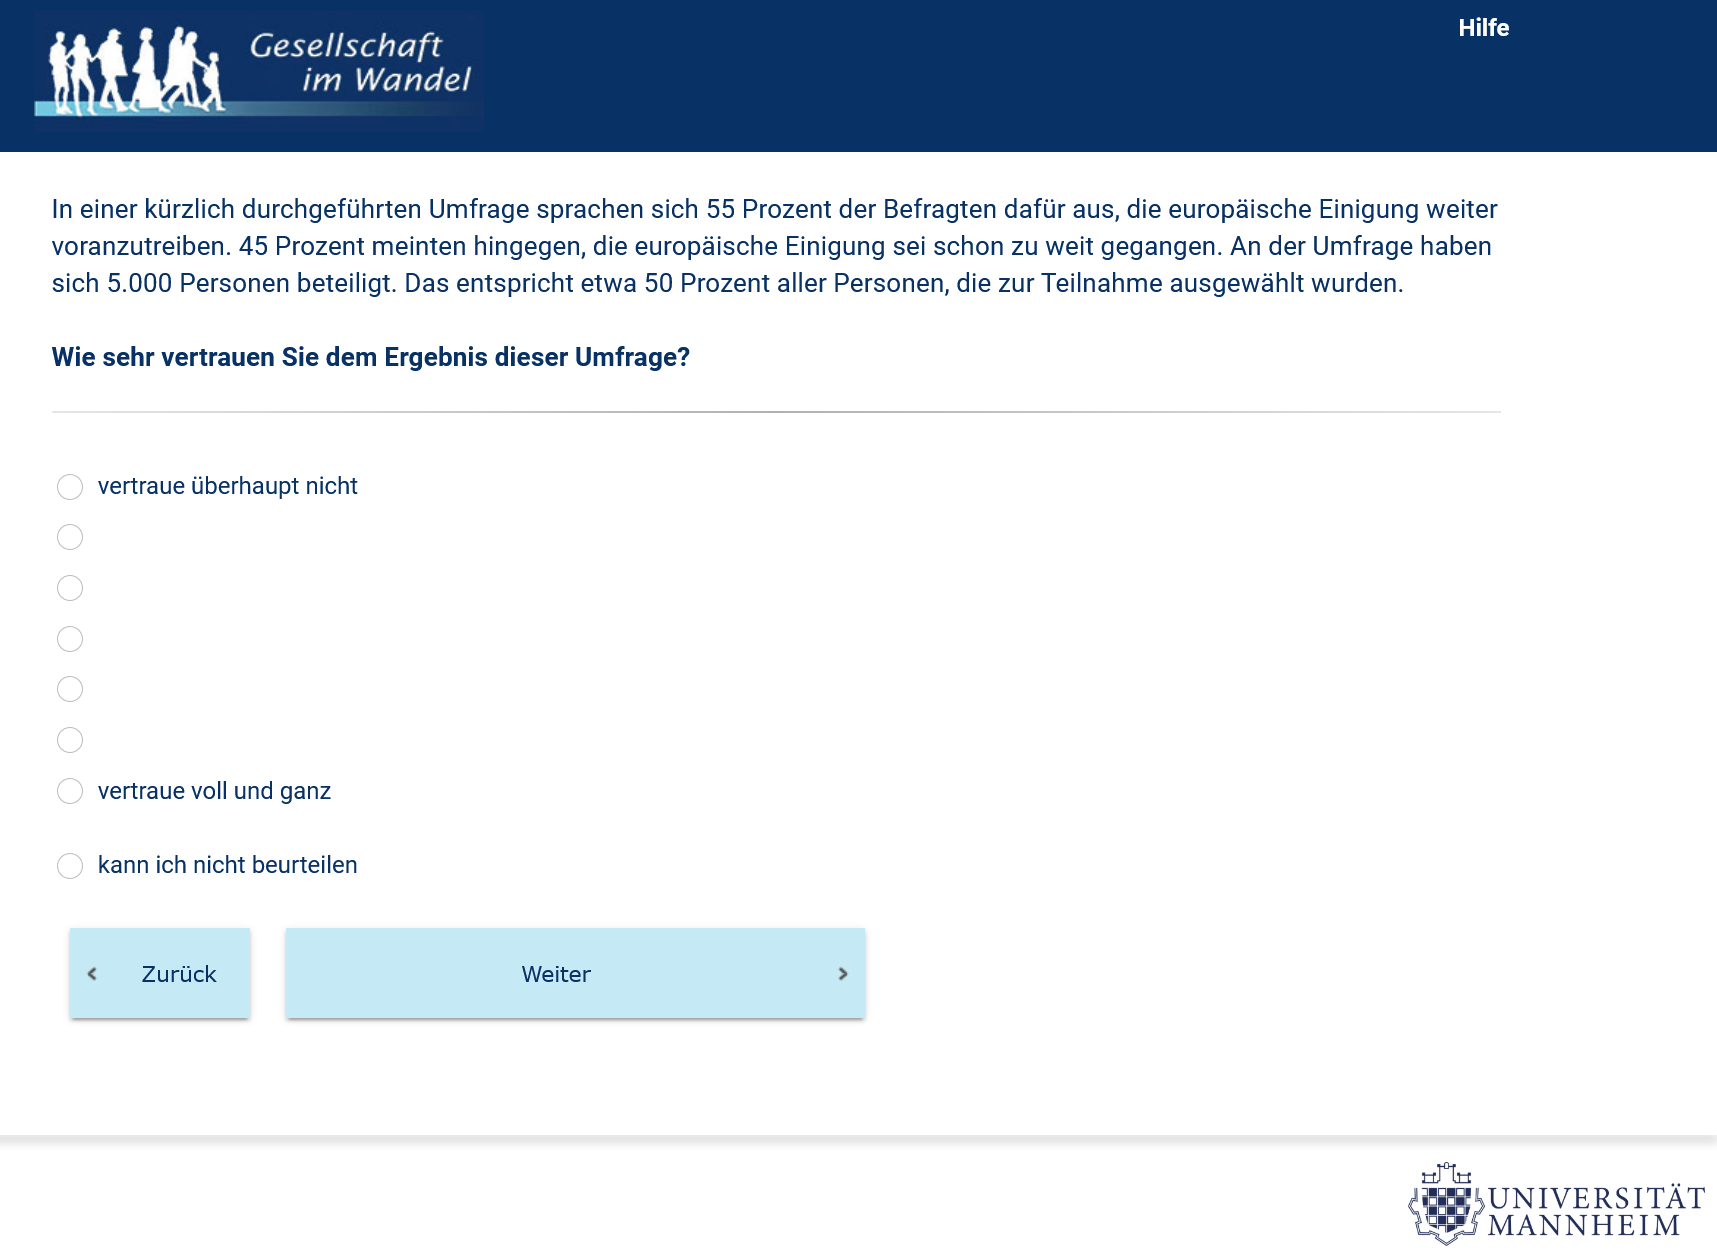 Gesellschaft
im Wandel
Hilfe
In einer kürzlich durchgeführten Umfrage sprachen sich 55 Prozent der Befragten dafür aus, die europäische Einigung weiter
voranzutreiben. 45 Prozent meinten hingegen, die europäische Einigung sei schon zu weit gegangen. An der Umfrage haben
sich 5.000 Personen beteiligt. Das entspricht etwa 50 Prozent aller Personen, die zur Teilnahme ausgewählt wurden.
Wie sehr vertrauen Sie dem Ergebnis dieser Umfrage?
vertraue überhaupt nicht
vertraue voll und ganz
kann ich nicht beurteilen
Zurück
Weiter
UNIVERSITÄT
MANNHEIM